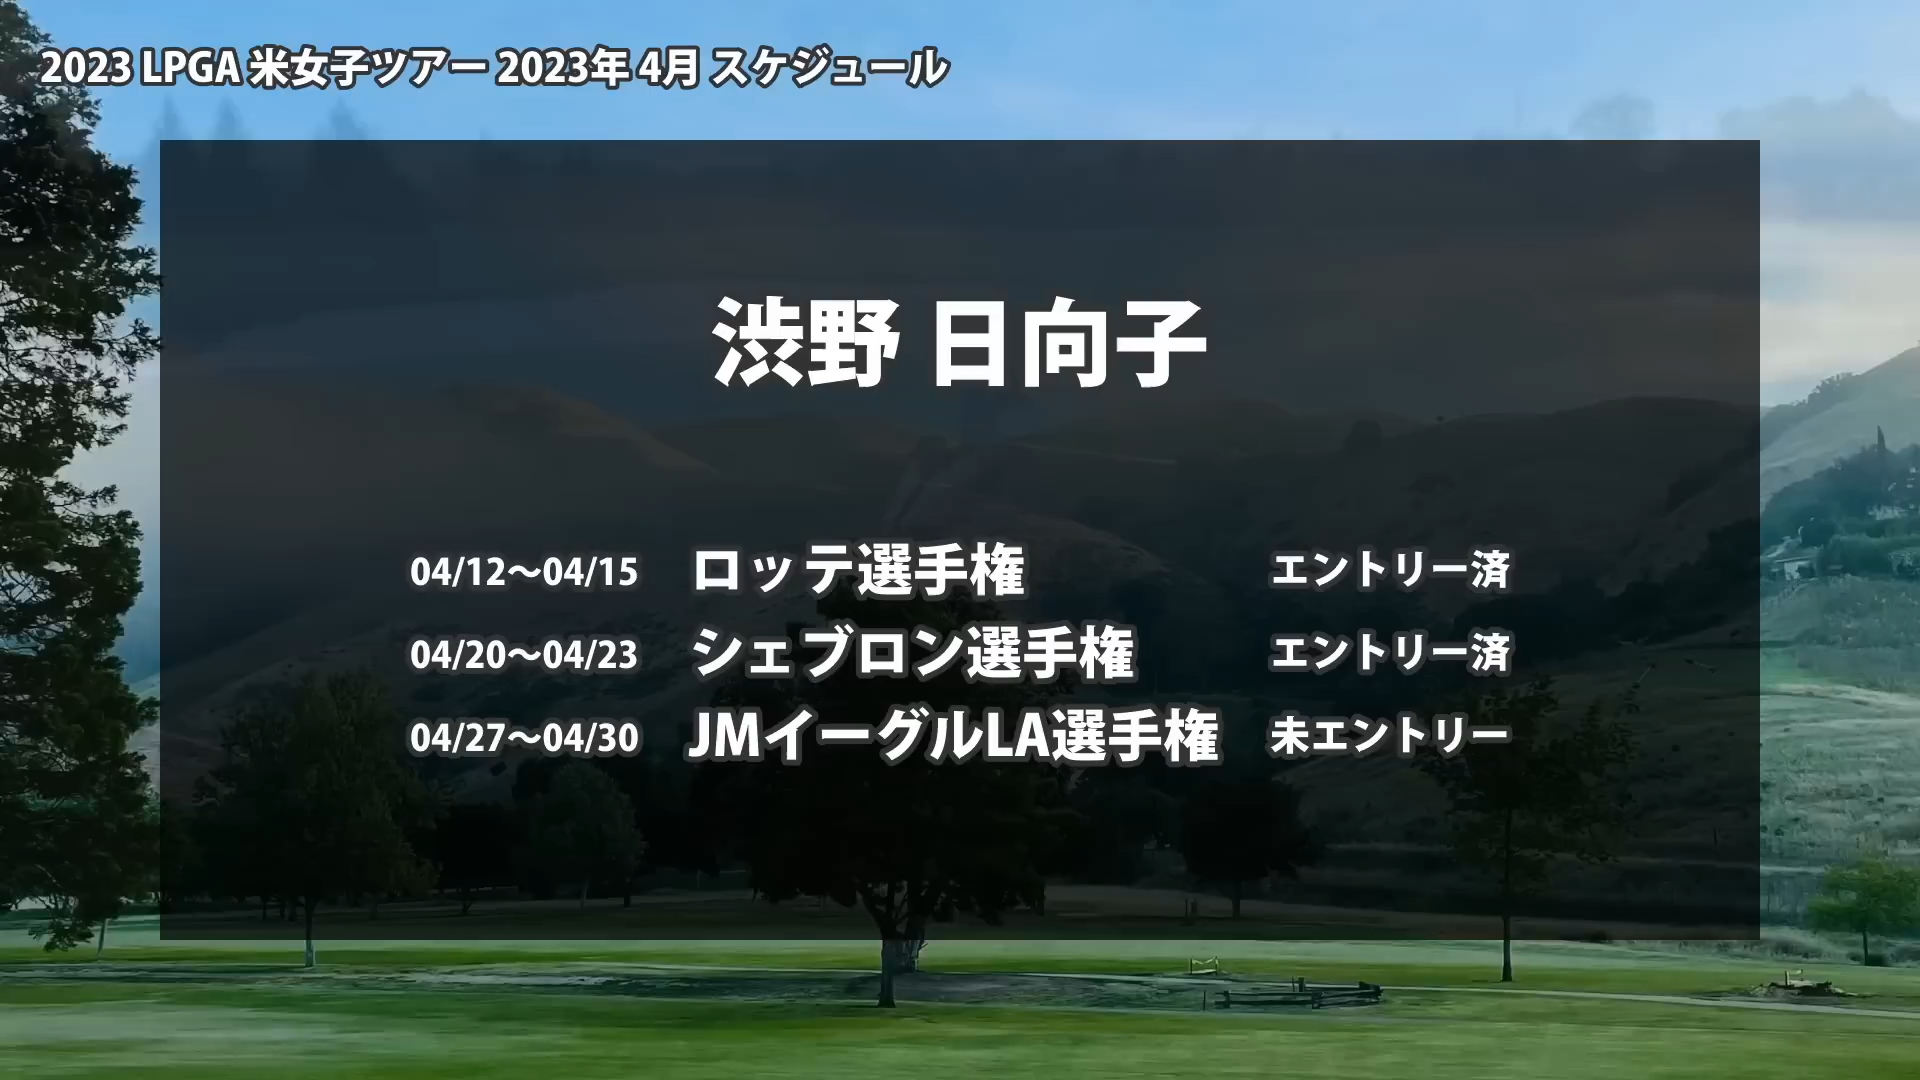 2023 LPGA 米女子ツアー 2023年 4月 スケジュール
渋野 日向子
04/12～04/15 ロッテ選手権 エントリー済
04/20～04/23 シェブロン選手権 エントリー済
04/27～04/30 JMイーグルLA選手権 未エントリー